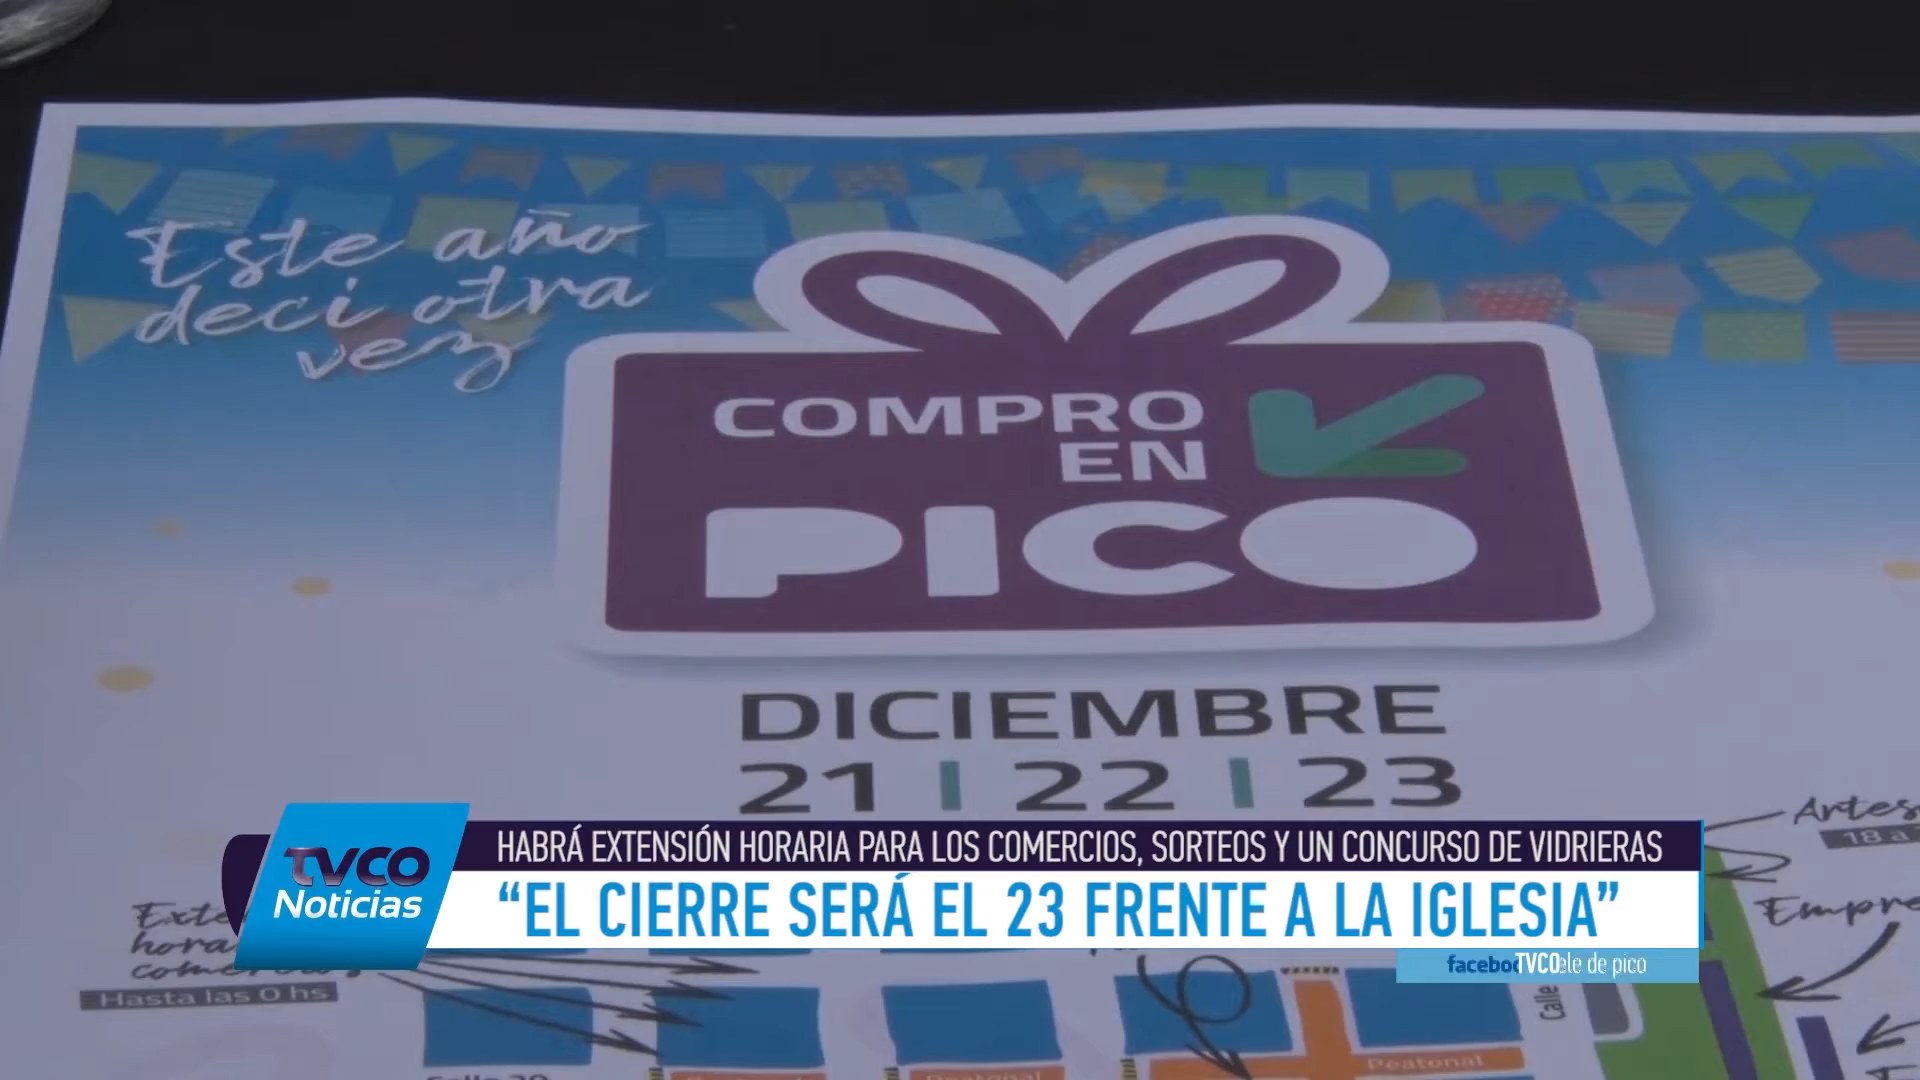 Este año
deci otra
vez
COMPRO
EN
PICO
DICIEMBRE
21 | 22 | 23
TVCO
Noticias
HABRÁ EXTENSIÓN HORARIA PARA LOS COMERCIOS, SORTEOS Y UN CONCURSO DE VIDRIERAS
“EL CIERRE SERÁ EL 23 FRENTE A LA IGLESIA”
TVCO
de pico
Hasta las 0 hs
18 a
Calle
Peatonal